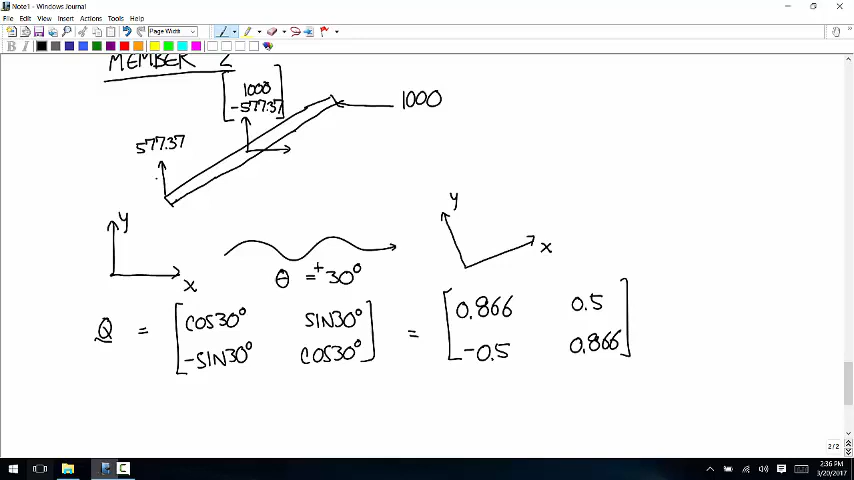 Note1 - Windows Journal
File Edit View Insert Actions Tools Help
Page Width
B I
MEMBER 2
1000
-577.37
1000
577.37
y
x
θ = +30°
y
x
Q = [ COS30° SIN30° ] = [ 0.866 0.5 ]
[ -SIN30° COS30° ] [ -0.5 0.866 ]
2/2
2:36 PM
3/20/2017